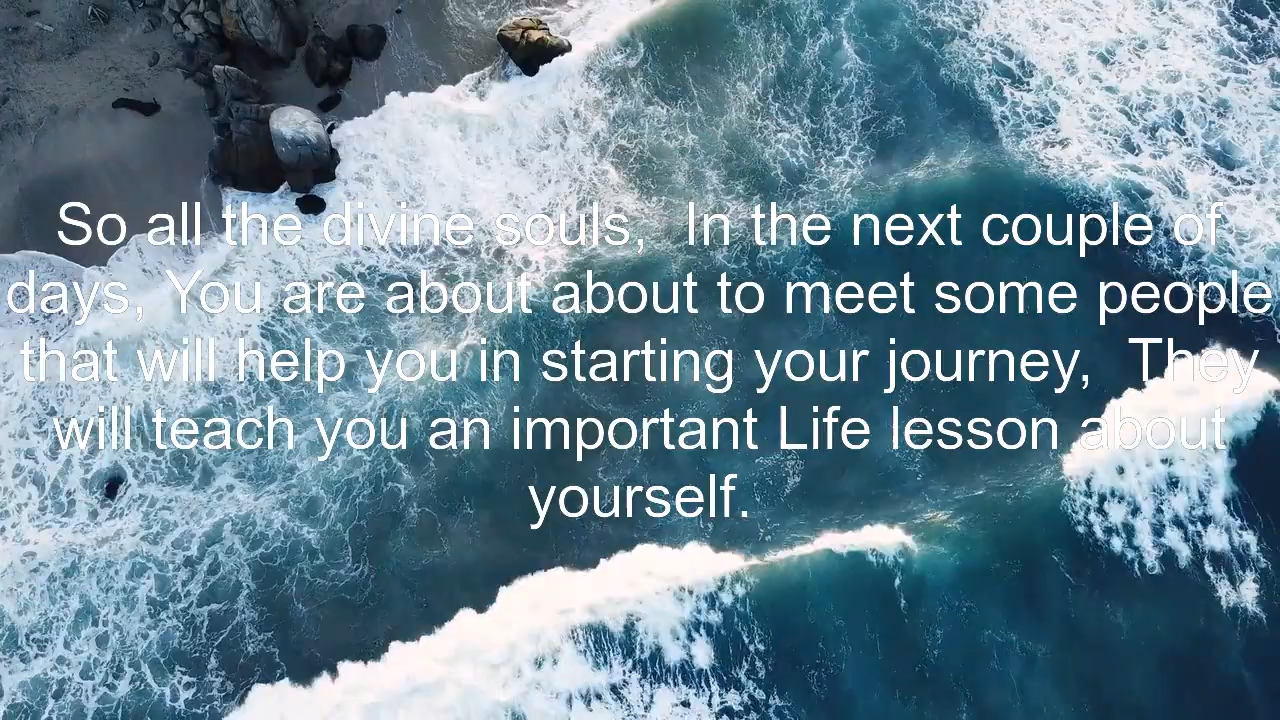 So all the divine souls,  In the next couple of
days, You are about about to meet some people
that will help you in starting your journey,  They
will teach you an important Life lesson about
yourself.